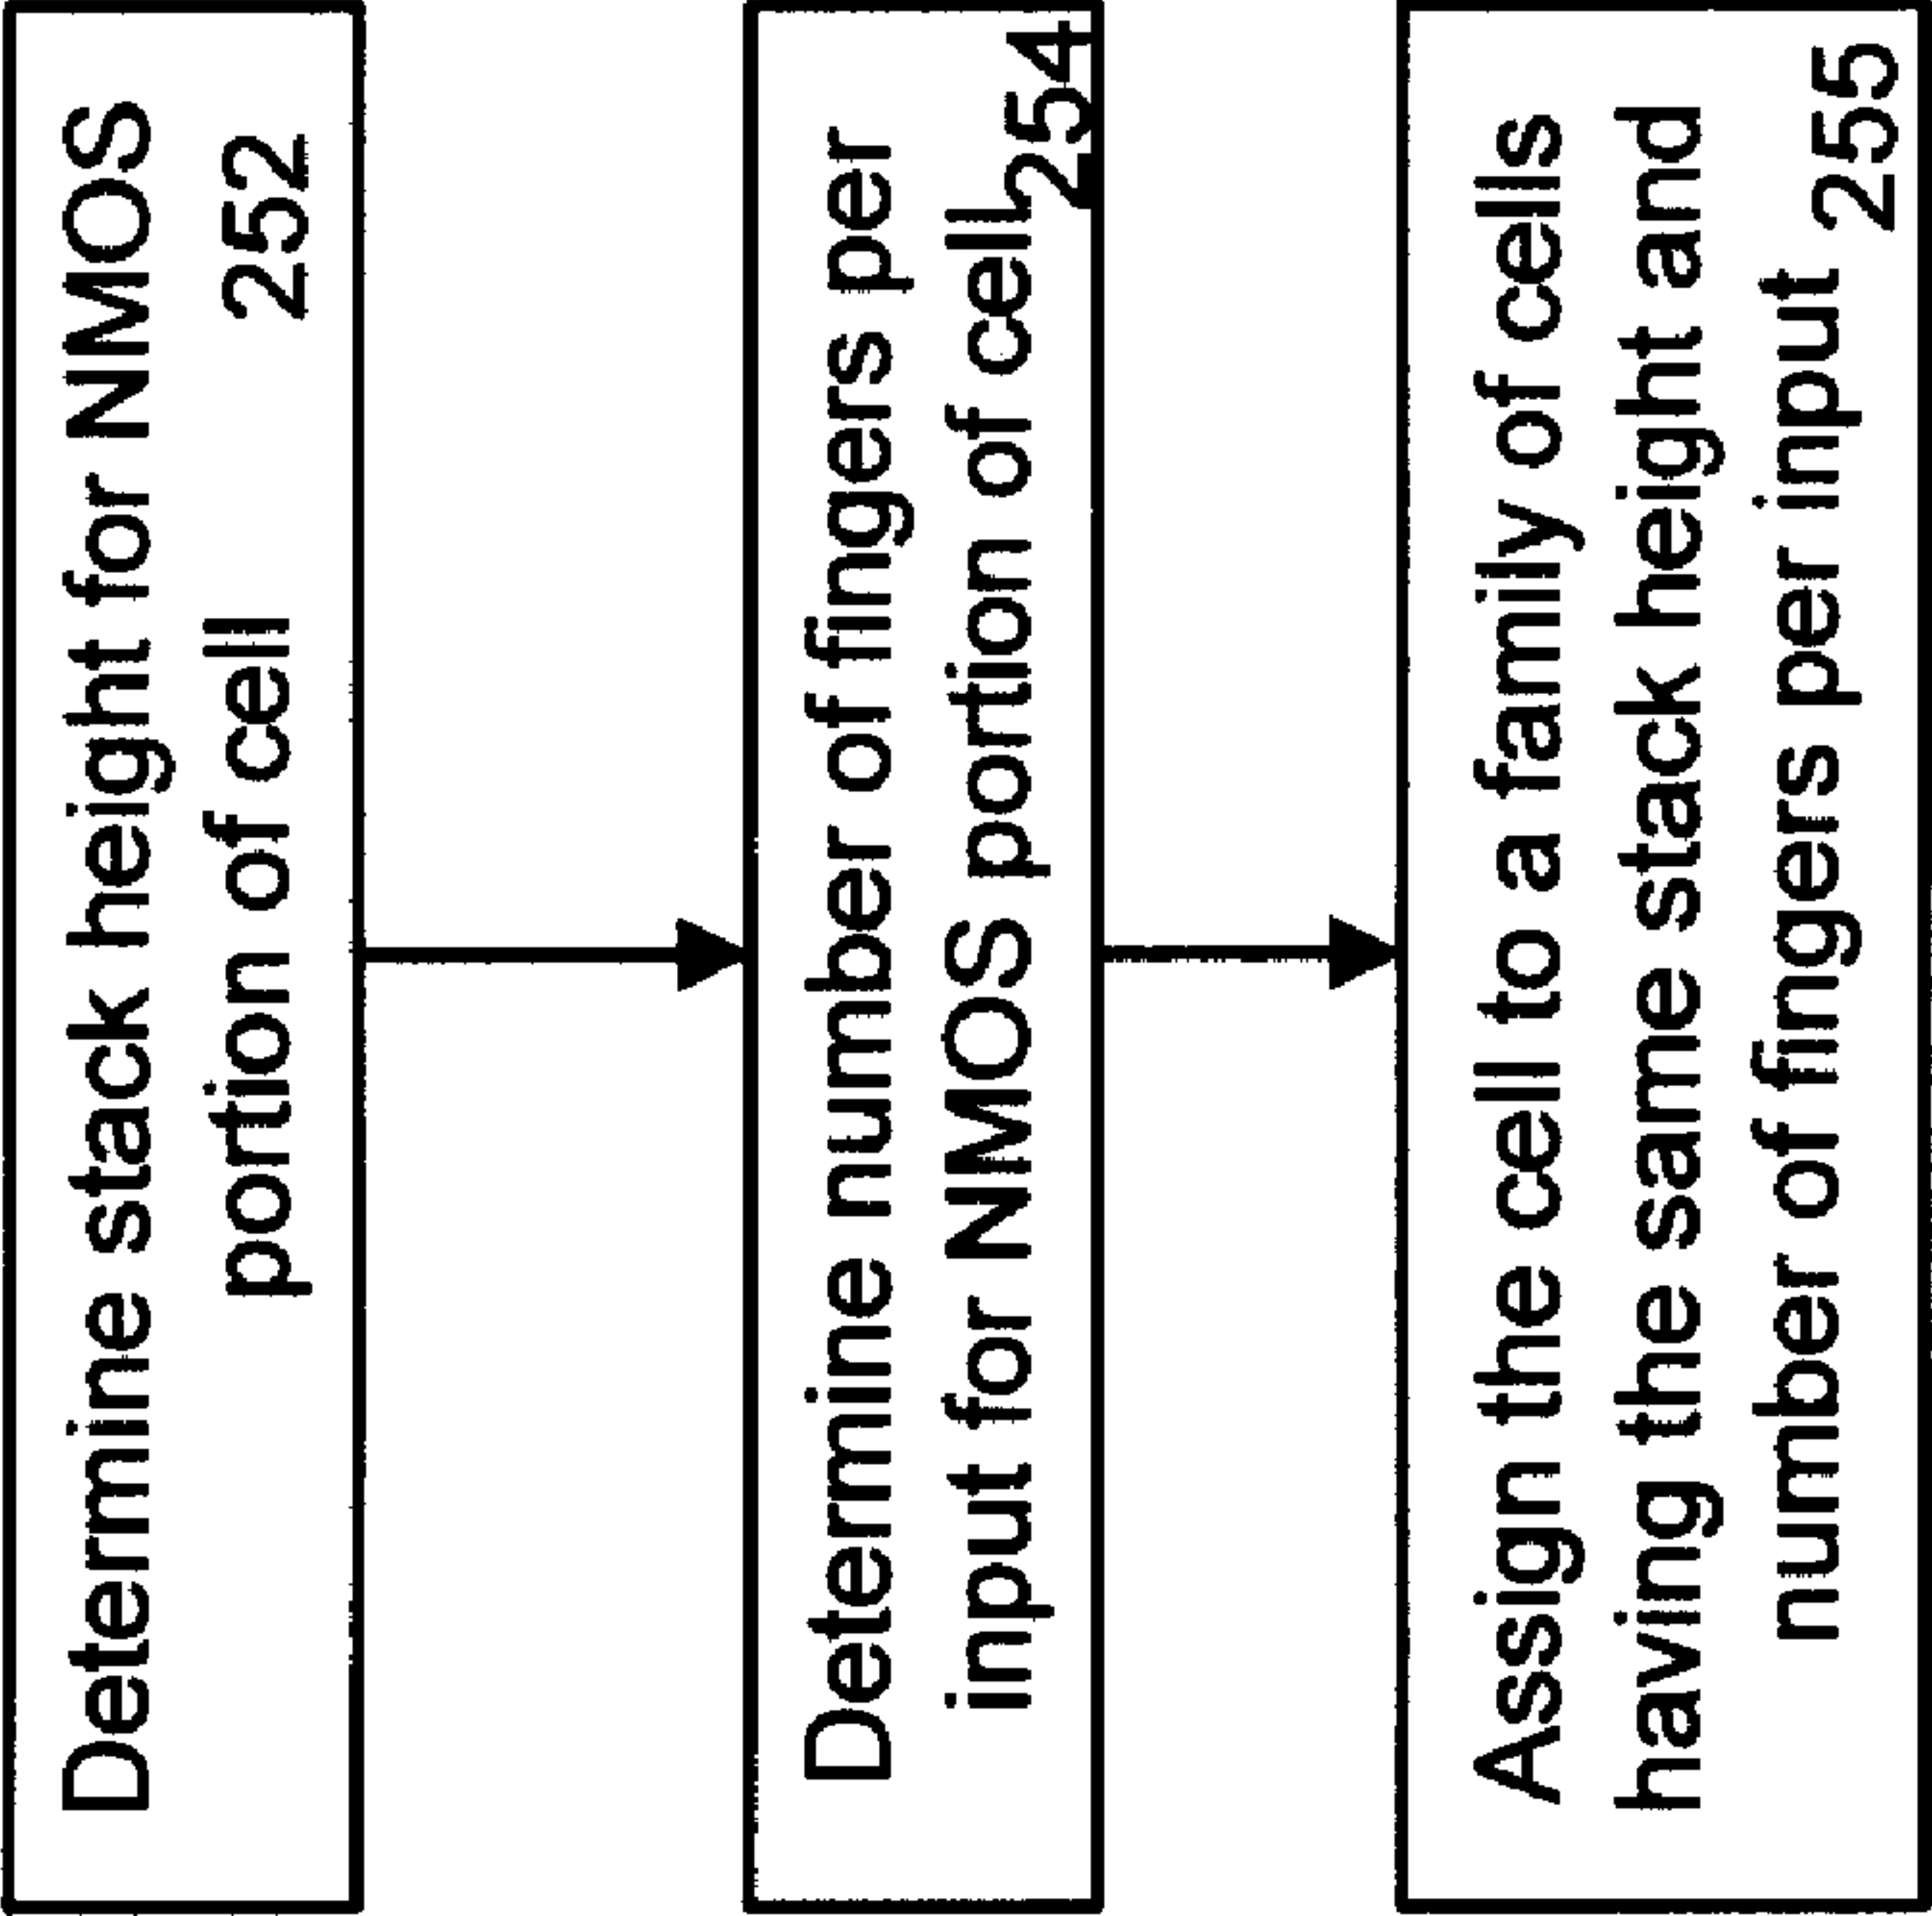 Determine stack height for NMOS
portion of cell
252
Determine number of fingers per
input for NMOS portion of cell
254
Assign the cell to a family of cells
having the same stack height and
number of fingers per input
255